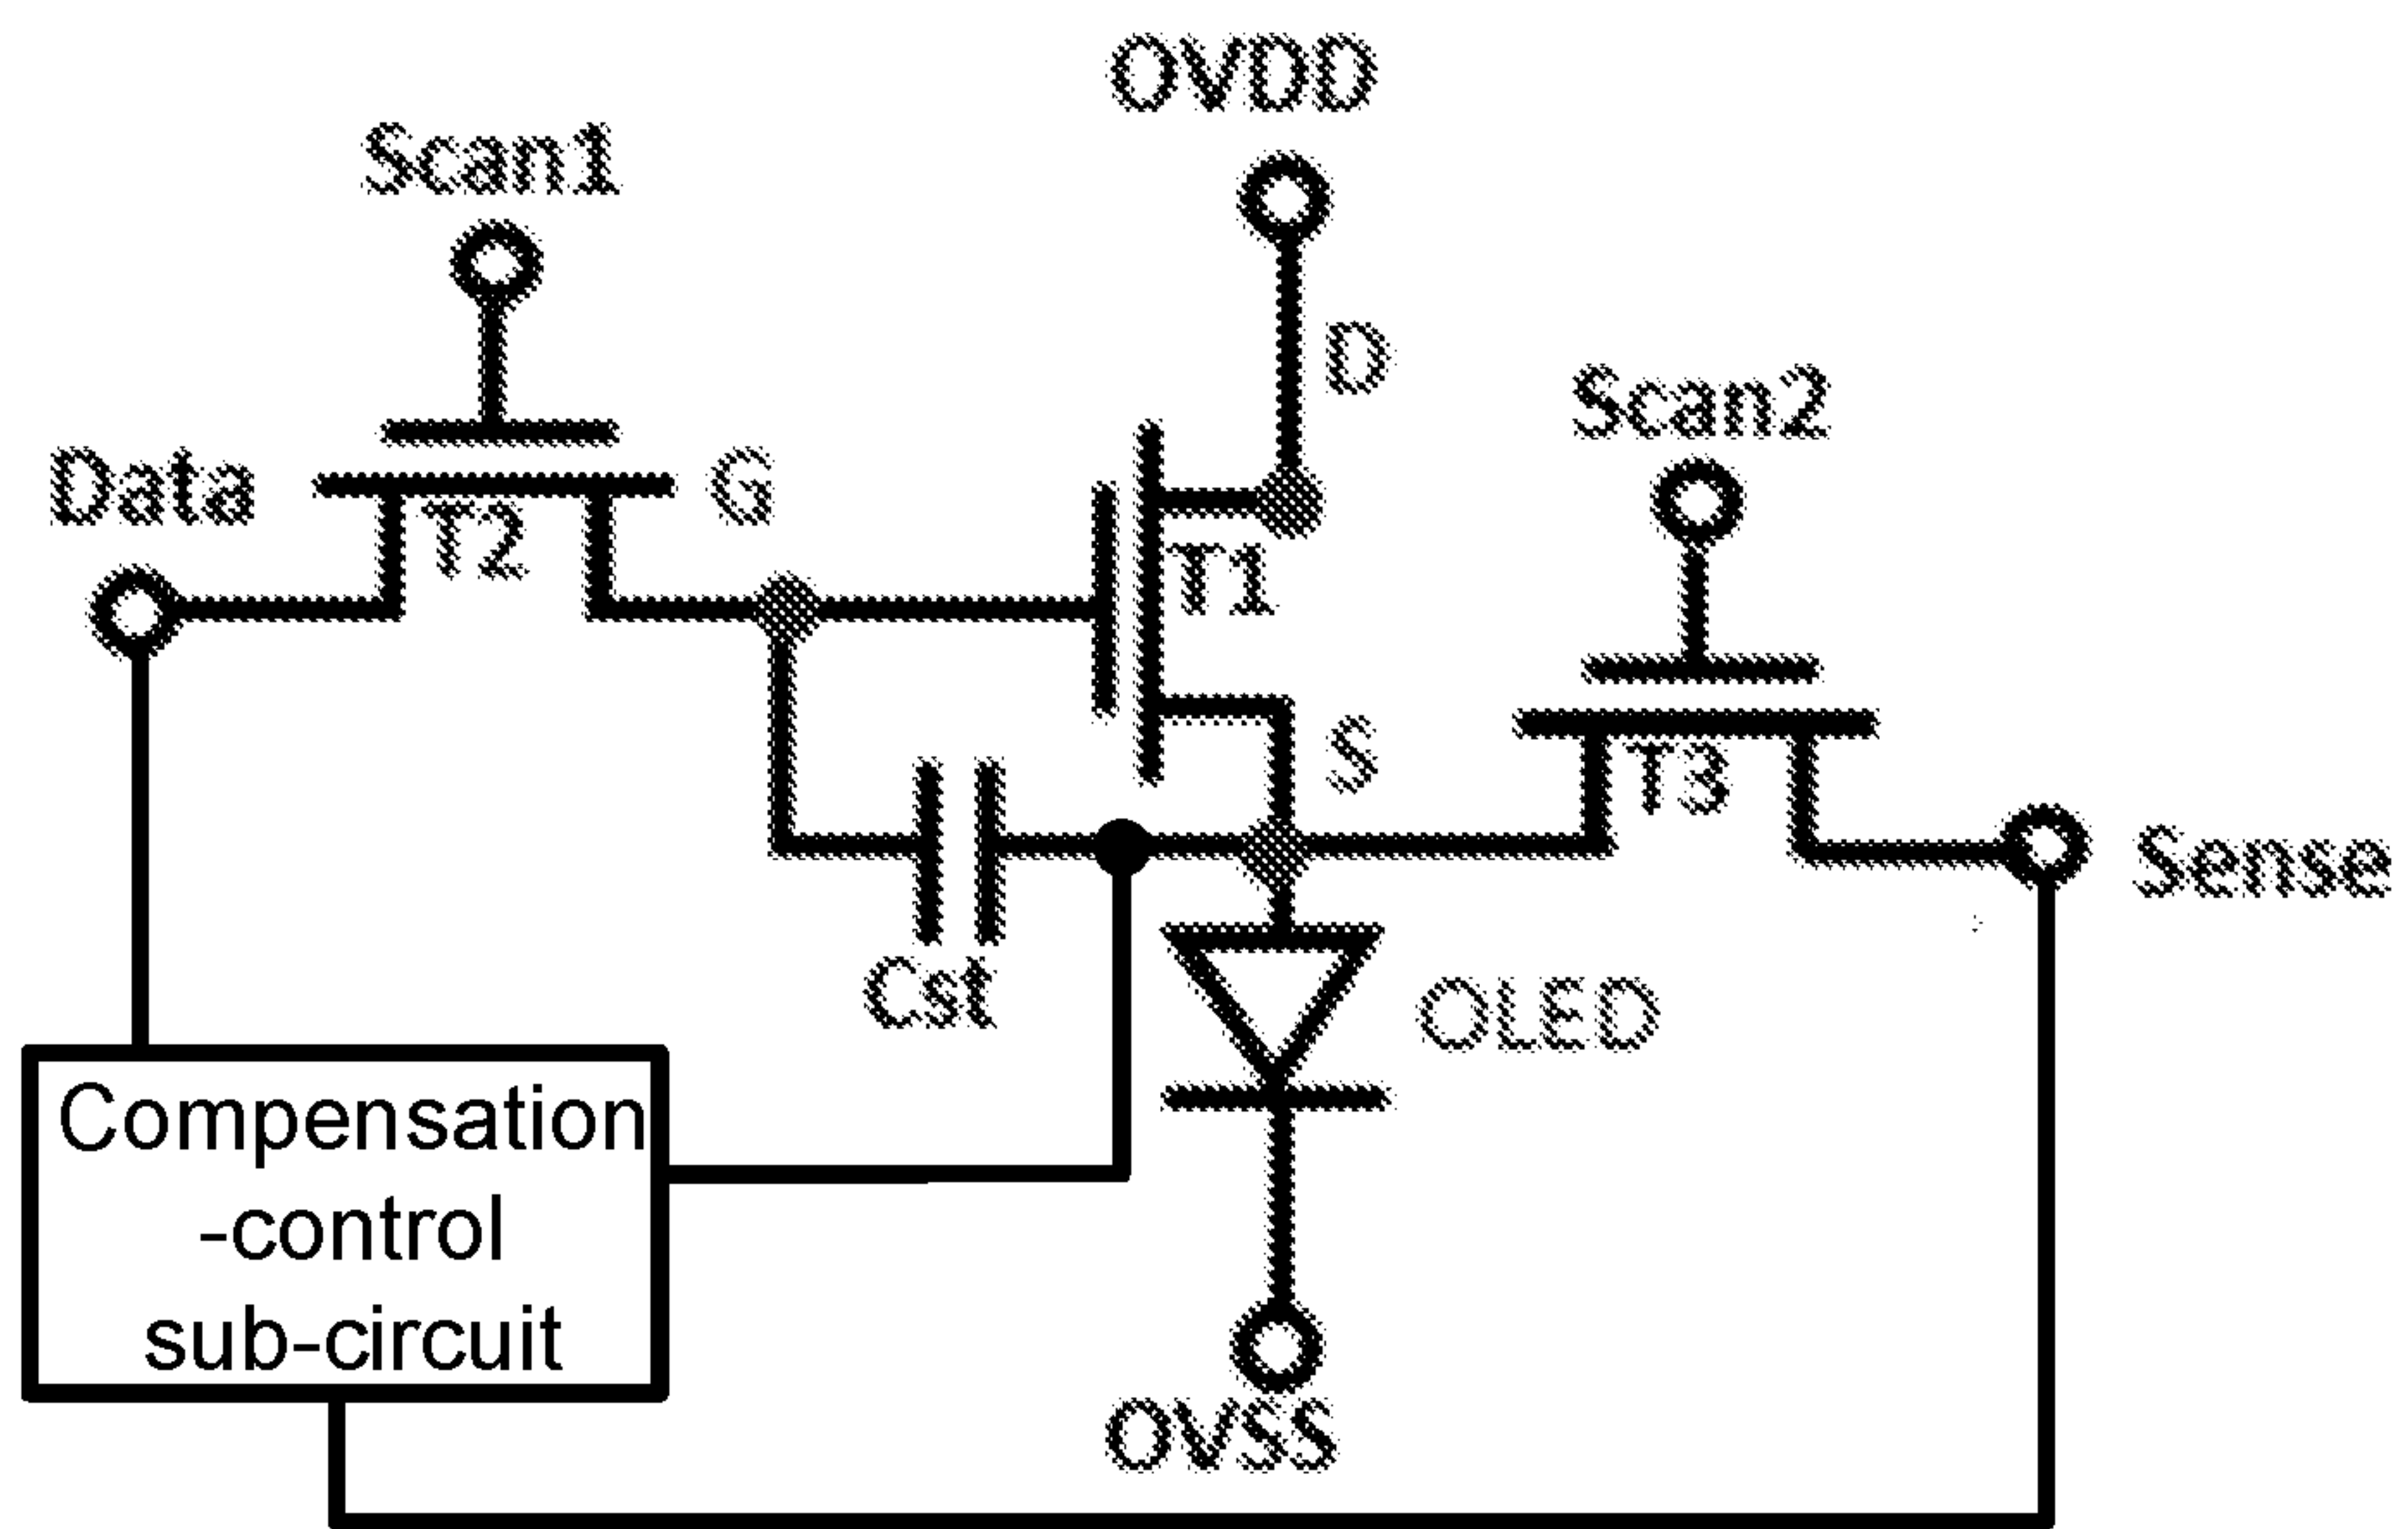 OVDD
Scan1
D
Scan2
Data
G
T2
T1
S
T3
Sense
Cst
OLED
Compensation
-control
sub-circuit
OVSS